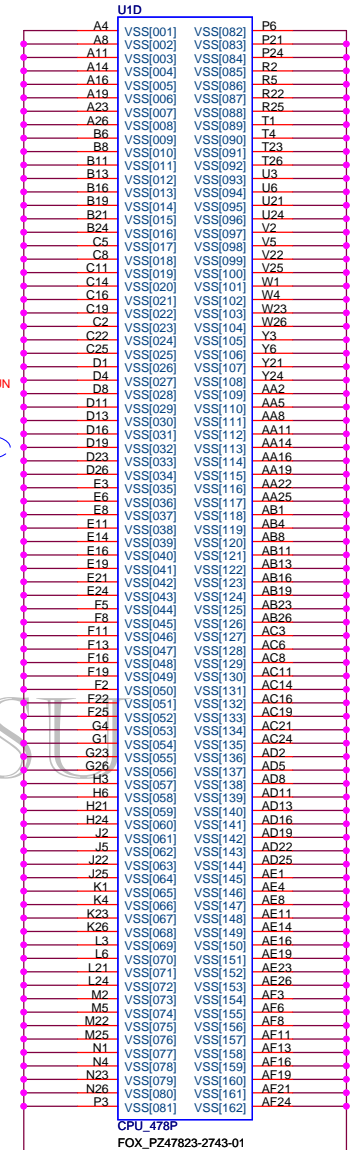 U1D
A4 VSS[001] VSS[082] P6
A8 VSS[002] VSS[083] P21
A11 VSS[003] VSS[084] P24
A14 VSS[004] VSS[085] R2
A16 VSS[005] VSS[086] R5
A19 VSS[006] VSS[087] R22
A23 VSS[007] VSS[088] R25
A26 VSS[008] VSS[089] T1
B6 VSS[009] VSS[090] T4
B8 VSS[010] VSS[091] T23
B11 VSS[011] VSS[092] T26
B13 VSS[012] VSS[093] U3
B16 VSS[013] VSS[094] U6
B19 VSS[014] VSS[095] U21
B21 VSS[015] VSS[096] U24
B24 VSS[016] VSS[097] V2
C5 VSS[017] VSS[098] V5
C8 VSS[018] VSS[099] V22
C11 VSS[019] VSS[100] V25
C14 VSS[020] VSS[101] W1
C16 VSS[021] VSS[102] W4
C19 VSS[022] VSS[103] W23
C2 VSS[023] VSS[104] W26
C22 VSS[024] VSS[105] Y3
C25 VSS[025] VSS[106] Y6
D1 VSS[026] VSS[107] Y21
D4 VSS[027] VSS[108] Y24
UN
D8 VSS[028] VSS[109] AA2
D11 VSS[029] VSS[110] AA5
D13 VSS[030] VSS[111] AA8
D16 VSS[031] VSS[112] AA11
D19 VSS[032] VSS[113] AA14
D23 VSS[033] VSS[114] AA16
D26 VSS[034] VSS[115] AA19
E3 VSS[035] VSS[116] AA22
E6 VSS[036] VSS[117] AA25
E8 VSS[037] VSS[118] AB1
E11 VSS[038] VSS[119] AB4
E14 VSS[039] VSS[120] AB8
E16 VSS[040] VSS[121] AB11
E19 VSS[041] VSS[122] AB13
E21 VSS[042] VSS[123] AB16
E24 VSS[043] VSS[124] AB19
F5 VSS[044] VSS[125] AB23
F8 VSS[045] VSS[126] AB26
F11 VSS[046] VSS[127] AC3
F13 VSS[047] VSS[128] AC6
F16 VSS[048] VSS[129] AC8
F19 VSS[049] VSS[130] AC11
F2 VSS[050] VSS[131] AC14
F22 VSS[051] VSS[132] AC16
F25 VSS[052] VSS[133] AC19
G4 VSS[053] VSS[134] AC21
G1 VSS[054] VSS[135] AC24
G23 VSS[055] VSS[136] AD2
G26 VSS[056] VSS[137] AD5
H3 VSS[057] VSS[138] AD8
H6 VSS[058] VSS[139] AD11
H21 VSS[059] VSS[140] AD13
H24 VSS[060] VSS[141] AD16
J2 VSS[061] VSS[142] AD19
J5 VSS[062] VSS[143] AD22
J22 VSS[063] VSS[144] AD25
J25 VSS[064] VSS[145] AE1
K1 VSS[065] VSS[146] AE4
K4 VSS[066] VSS[147] AE8
K23 VSS[067] VSS[148] AE11
K26 VSS[068] VSS[149] AE14
L3 VSS[069] VSS[150] AE16
L6 VSS[070] VSS[151] AE19
L21 VSS[071] VSS[152] AE23
L24 VSS[072] VSS[153] AE26
M2 VSS[073] VSS[154] AF3
M5 VSS[074] VSS[155] AF6
M22 VSS[075] VSS[156] AF8
M25 VSS[076] VSS[157] AF11
N1 VSS[077] VSS[158] AF13
N4 VSS[078] VSS[159] AF16
N23 VSS[079] VSS[160] AF19
N26 VSS[080] VSS[161] AF21
P3 VSS[081] VSS[162] AF24
CPU_478P
FOX_PZ47823-2743-01